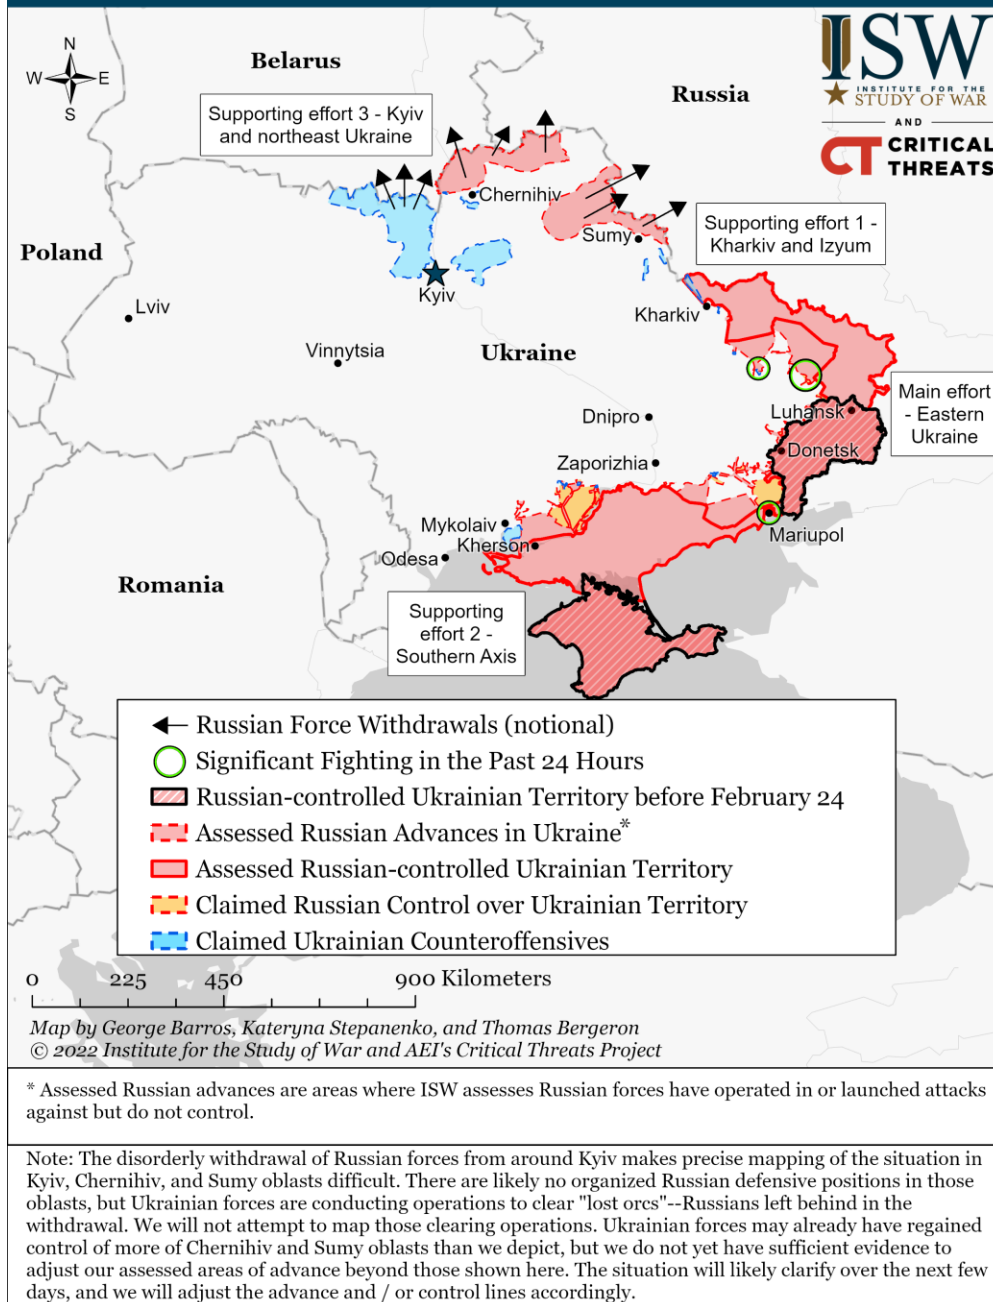 ISW
INSTITUTE FOR THE
STUDY OF WAR
AND
CT CRITICAL
THREATS
N
W E
S
Belarus
Russia
Supporting effort 3 - Kyiv
and northeast Ukraine
Chernihiv
Supporting effort 1 -
Kharkiv and Izyum
Sumy
Poland
Kyiv
Lviv
Kharkiv
Vinnytsia
Ukraine
Main effort
- Eastern
Ukraine
Luhansk
Dnipro
Donetsk
Zaporizhia
Mykolaiv
Mariupol
Kherson
Odesa
Romania
Supporting
effort 2 -
Southern Axis
Russian Force Withdrawals (notional)
Significant Fighting in the Past 24 Hours
Russian-controlled Ukrainian Territory before February 24
Assessed Russian Advances in Ukraine*
Assessed Russian-controlled Ukrainian Territory
Claimed Russian Control over Ukrainian Territory
Claimed Ukrainian Counteroffensives
0 225 450 900 Kilometers
Map by George Barros, Kateryna Stepanenko, and Thomas Bergeron
© 2022 Institute for the Study of War and AEI's Critical Threats Project
* Assessed Russian advances are areas where ISW assesses Russian forces have operated in or launched attacks
against but do not control.
Note: The disorderly withdrawal of Russian forces from around Kyiv makes precise mapping of the situation in
Kyiv, Chernihiv, and Sumy oblasts difficult. There are likely no organized Russian defensive positions in those
oblasts, but Ukrainian forces are conducting operations to clear "lost orcs"--Russians left behind in the
withdrawal. We will not attempt to map those clearing operations. Ukrainian forces may already have regained
control of more of Chernihiv and Sumy oblasts than we depict, but we do not yet have sufficient evidence to
adjust our assessed areas of advance beyond those shown here. The situation will likely clarify over the next few
days, and we will adjust the advance and / or control lines accordingly.